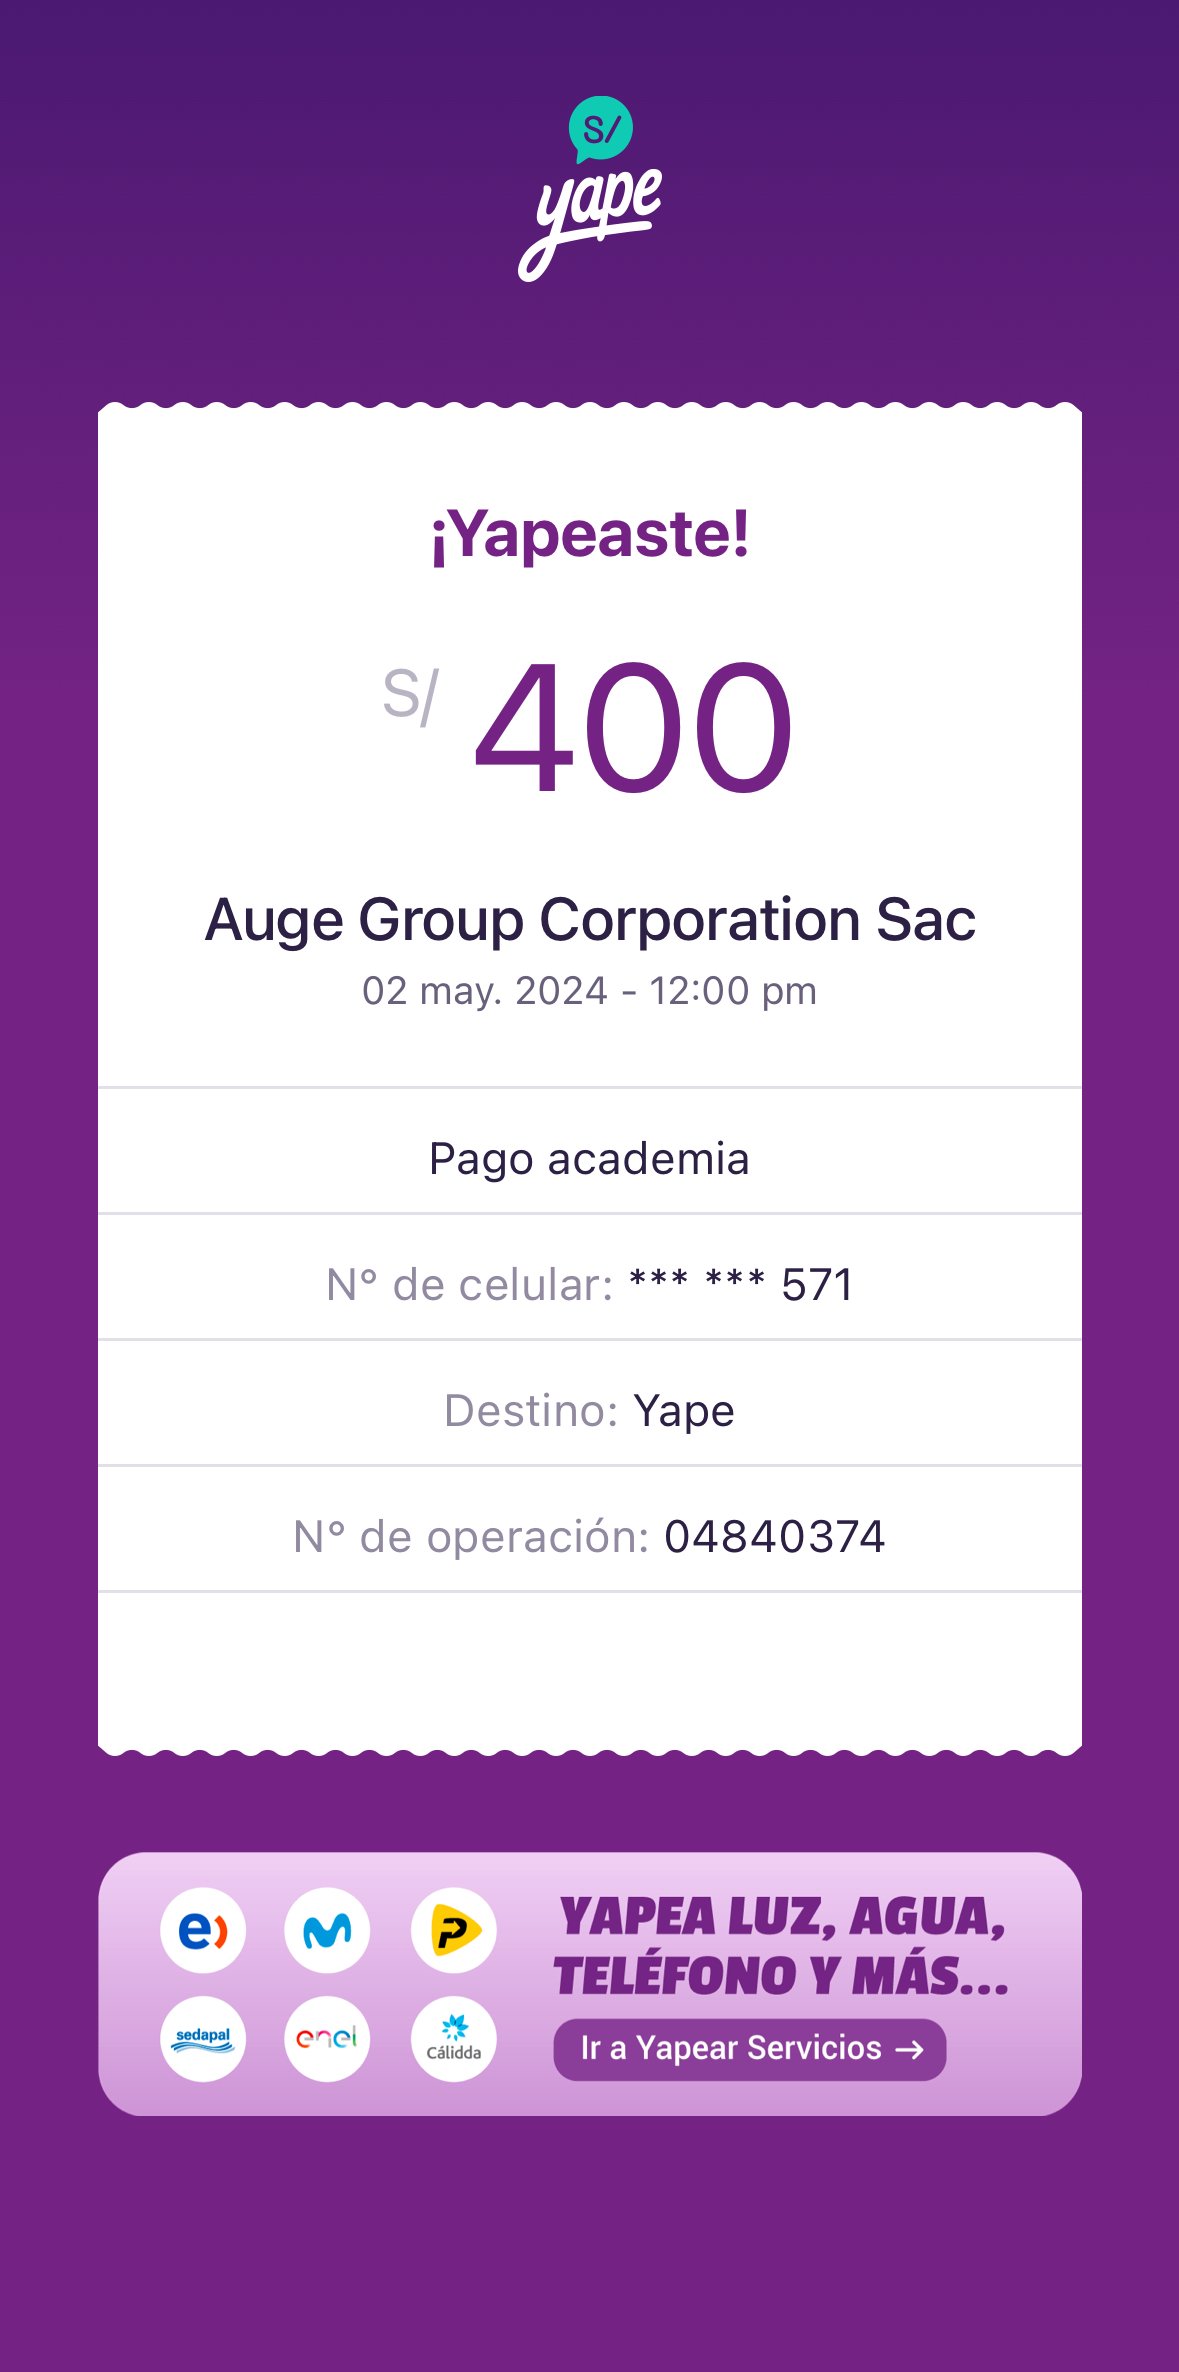 S/
yape
¡Yapeaste!
S/ 400
Auge Group Corporation Sac
02 may. 2024 - 12:00 pm
Pago academia
N° de celular: *** *** 571
Destino: Yape
N° de operación: 04840374
e)
P
YAPEA LUZ, AGUA,
TELÉFONO Y MÁS...
sedapal
enel
Cálidda
Ir a Yapear Servicios →